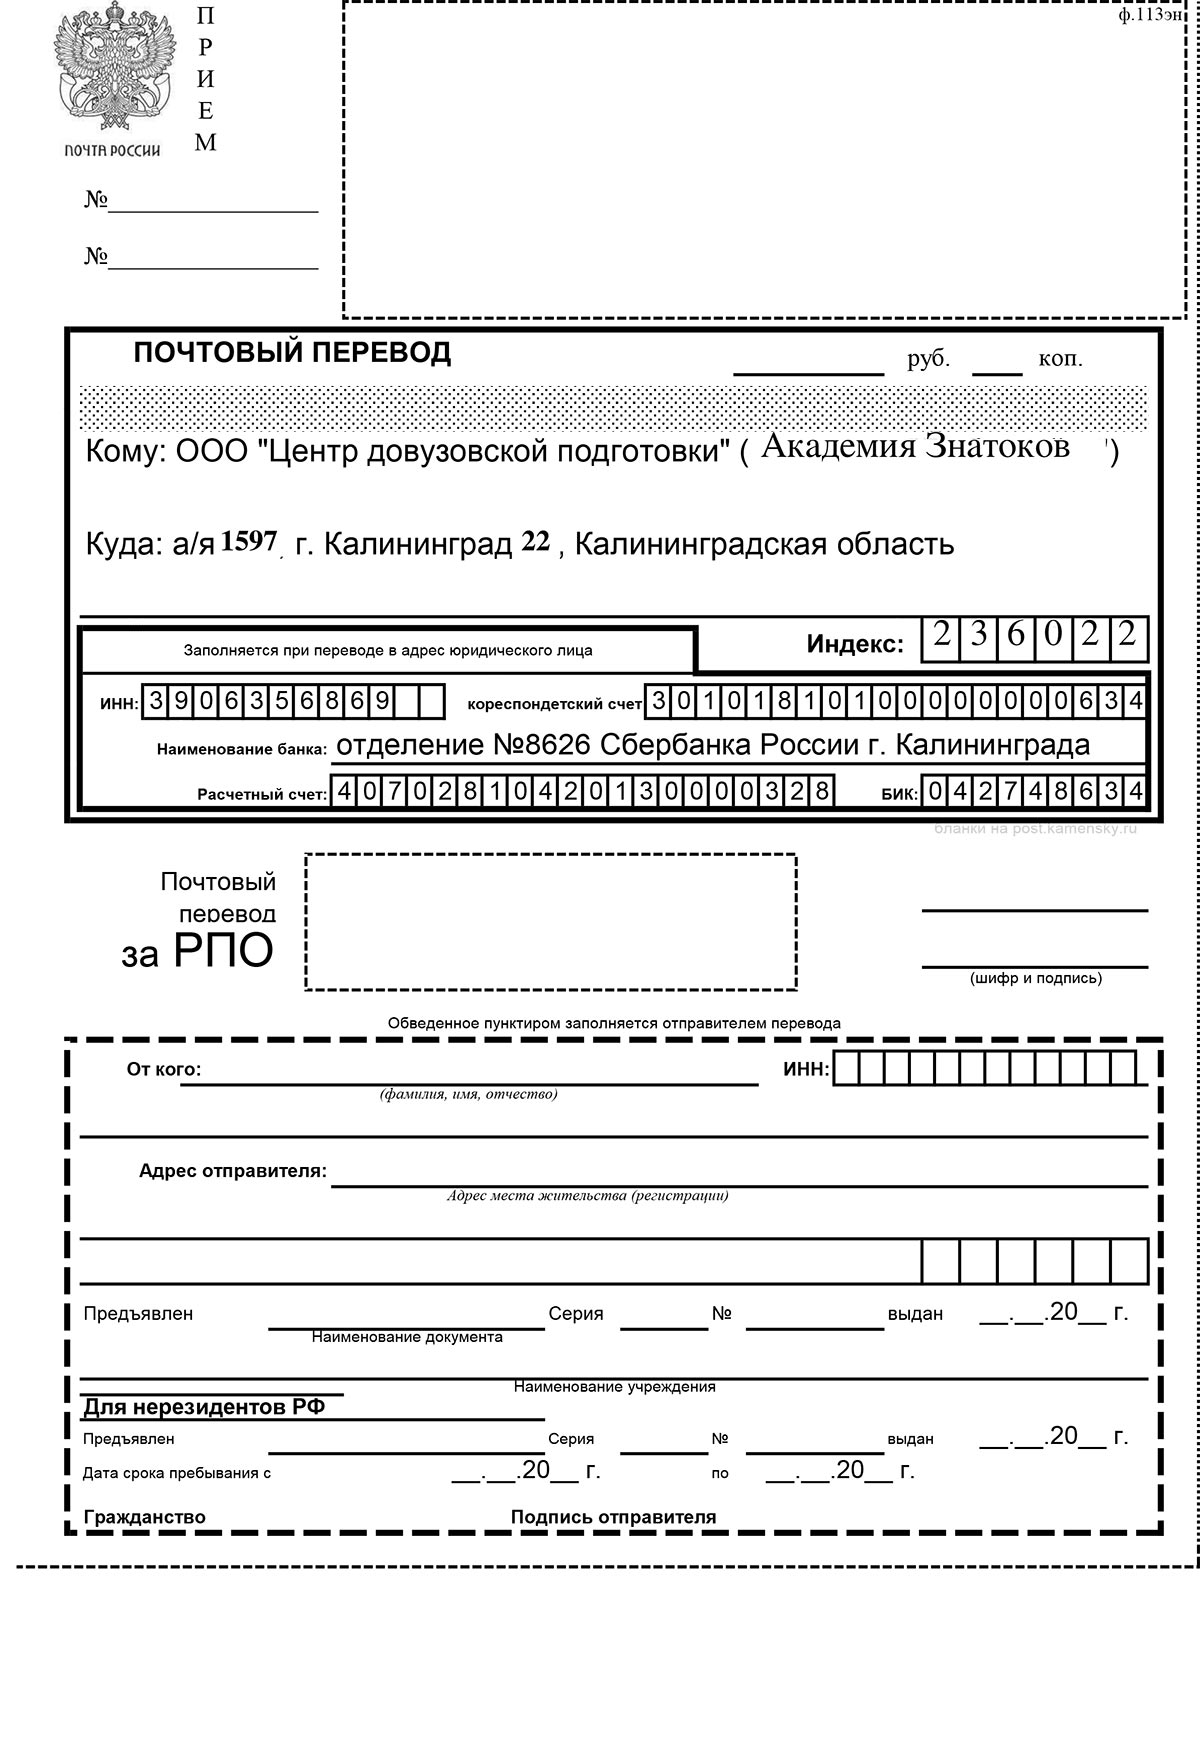 ф.113эн
П
Р
И
Е
М
ПОЧТА РОССИИ
№
№
ПОЧТОВЫЙ ПЕРЕВОД руб. коп.
Кому: ООО "Центр довузовской подготовки" ( Академия Знатоков ")
Куда: а/я 1597, г. Калининград 22 , Калининградская область
Заполняется при переводе в адрес юридического лица
Индекс: 236022
ИНН: 3906356869 кореспондетский счет 30101810100000000634
Наименование банка: отделение №8626 Сбербанка России г. Калининграда
Расчетный счет: 40702810420130000328 БИК: 042748634
бланки на post.kamensky.ru
Почтовый
перевод
за РПО
(шифр и подпись)
Обведенное пунктиром заполняется отправителем перевода
От кого: ИНН:
(фамилия, имя, отчество)
Адрес отправителя:
Адрес места жительства (регистрации)
Предъявлен Серия № выдан __.__.20__ г.
Наименование документа
Наименование учреждения
Для нерезидентов РФ
Предъявлен Серия № выдан __.__.20__ г.
Дата срока пребывания с __.__.20__ г. по __.__.20__ г.
Гражданство Подпись отправителя